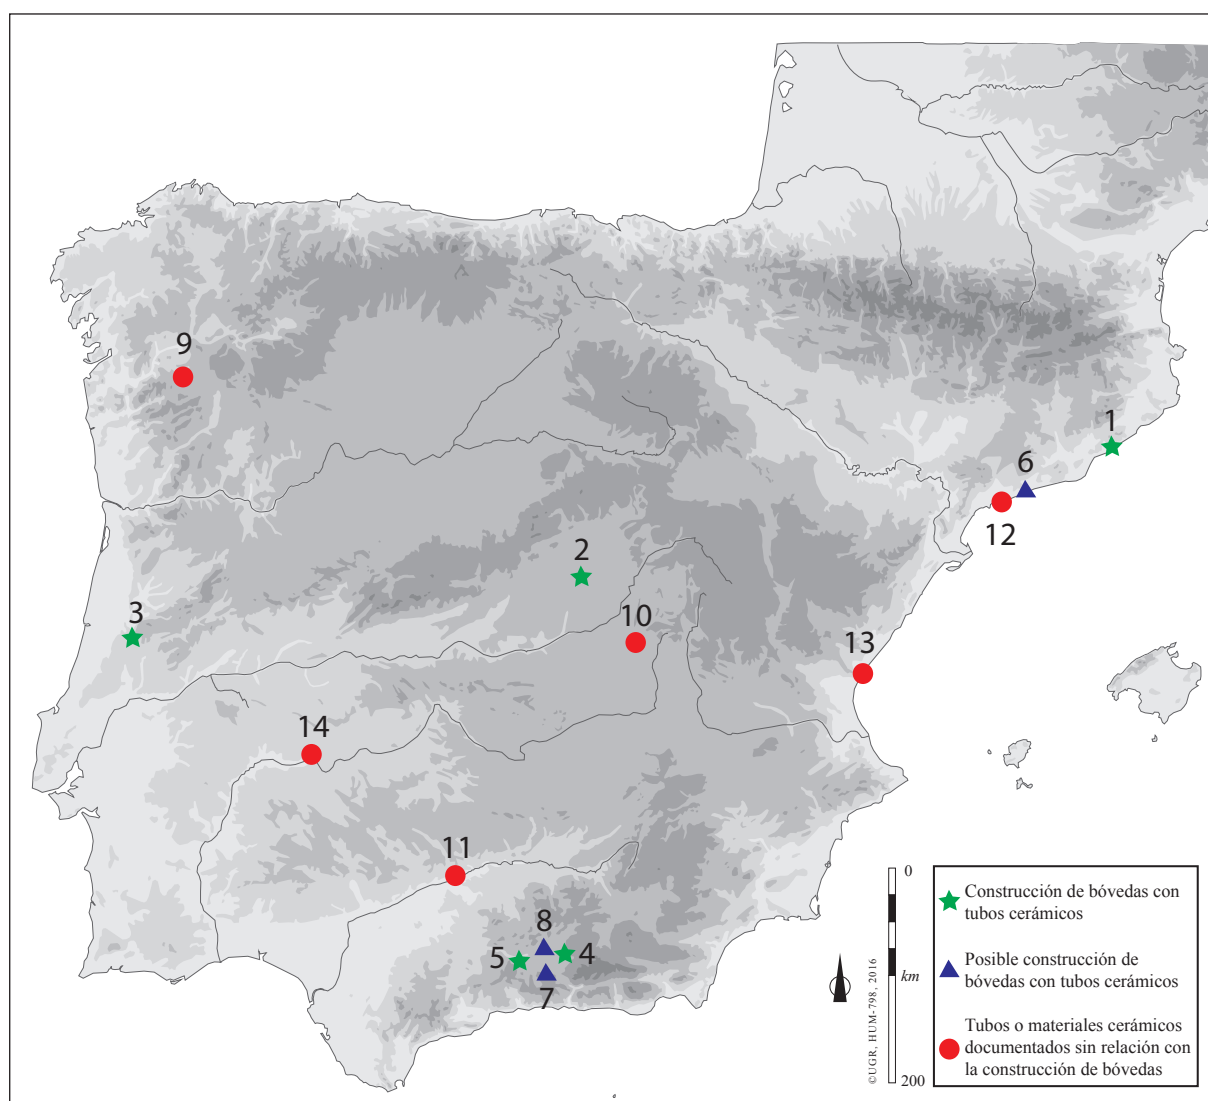 9
1
6
12
2
3
10
13
14
11
8
5
4
7
0
km
200
©UGR, HUM-798, 2016
Construcción de bóvedas con
tubos cerámicos
Posible construcción de
bóvedas con tubos cerámicos
Tubos o materiales cerámicos
documentados sin relación con
la construcción de bóvedas